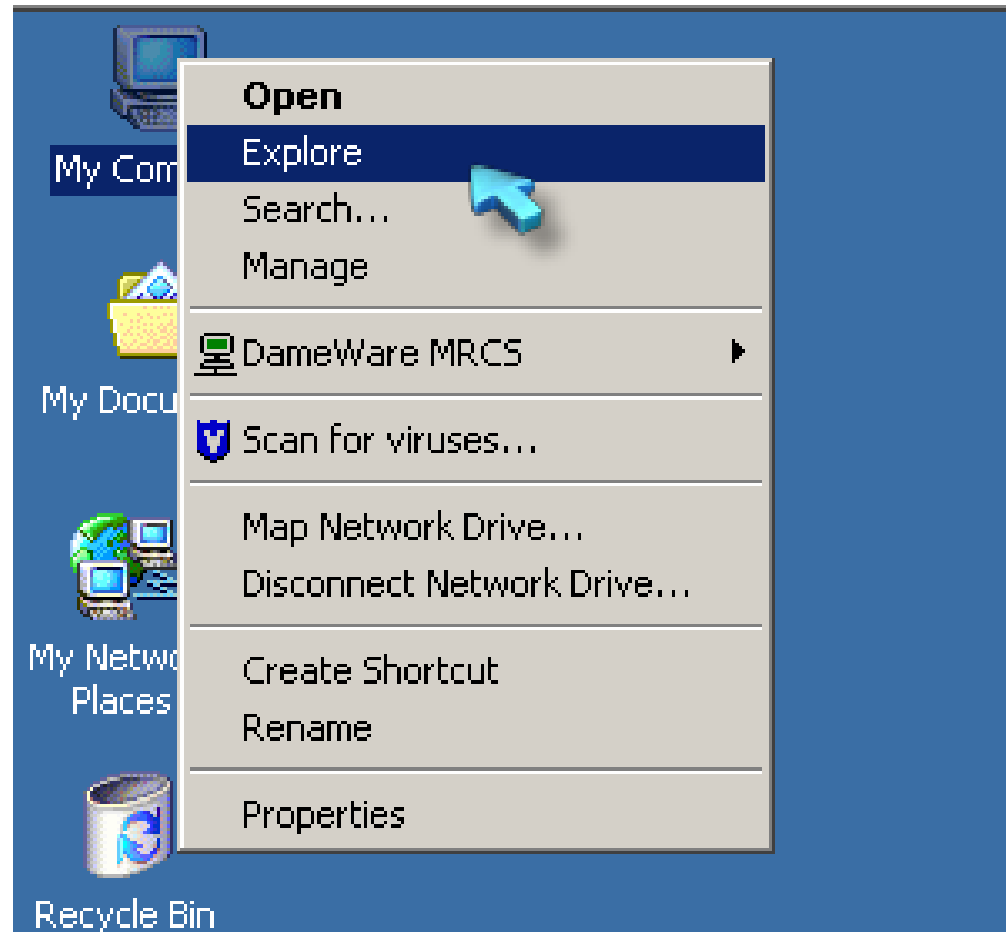 Open
My Com
Explore
Search...
Manage
DameWare MRCS
My Docu
Scan for viruses...
Map Network Drive...
Disconnect Network Drive...
My Netwo
Places
Create Shortcut
Rename
Properties
Recycle Bin